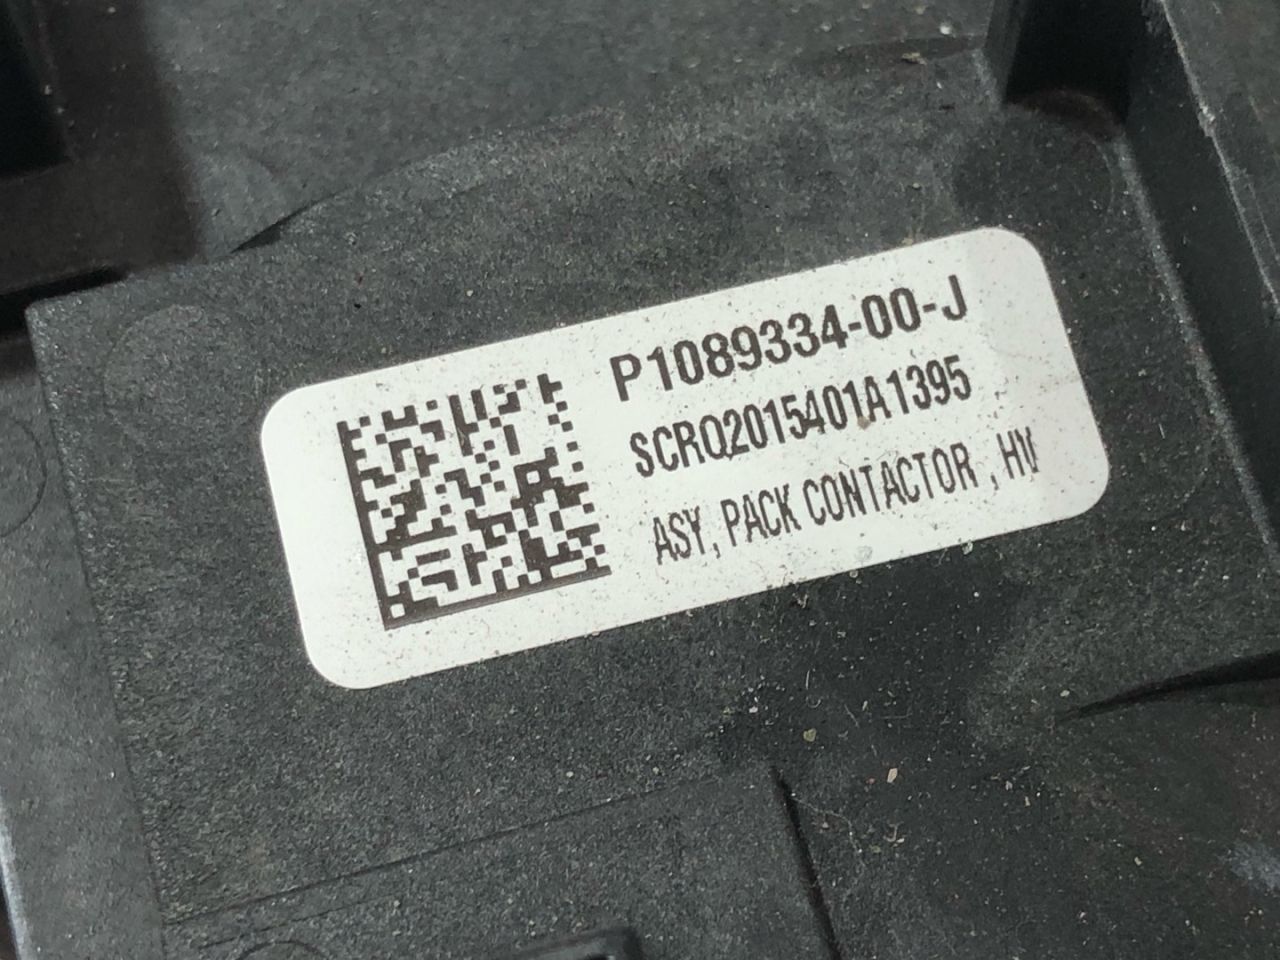 P1089334-00-J
SCRQ2015401A1395
ASY, PACK CONTACTOR , HV